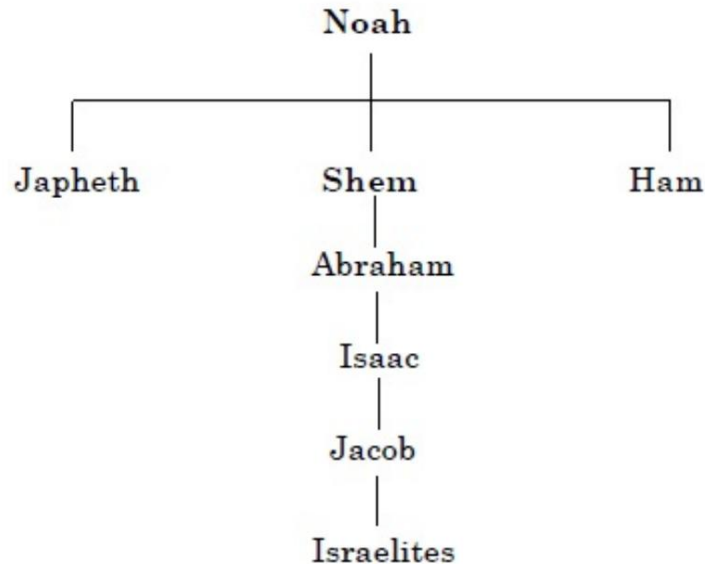 Noah
Japheth Shem Ham
Abraham
Isaac
Jacob
Israelites